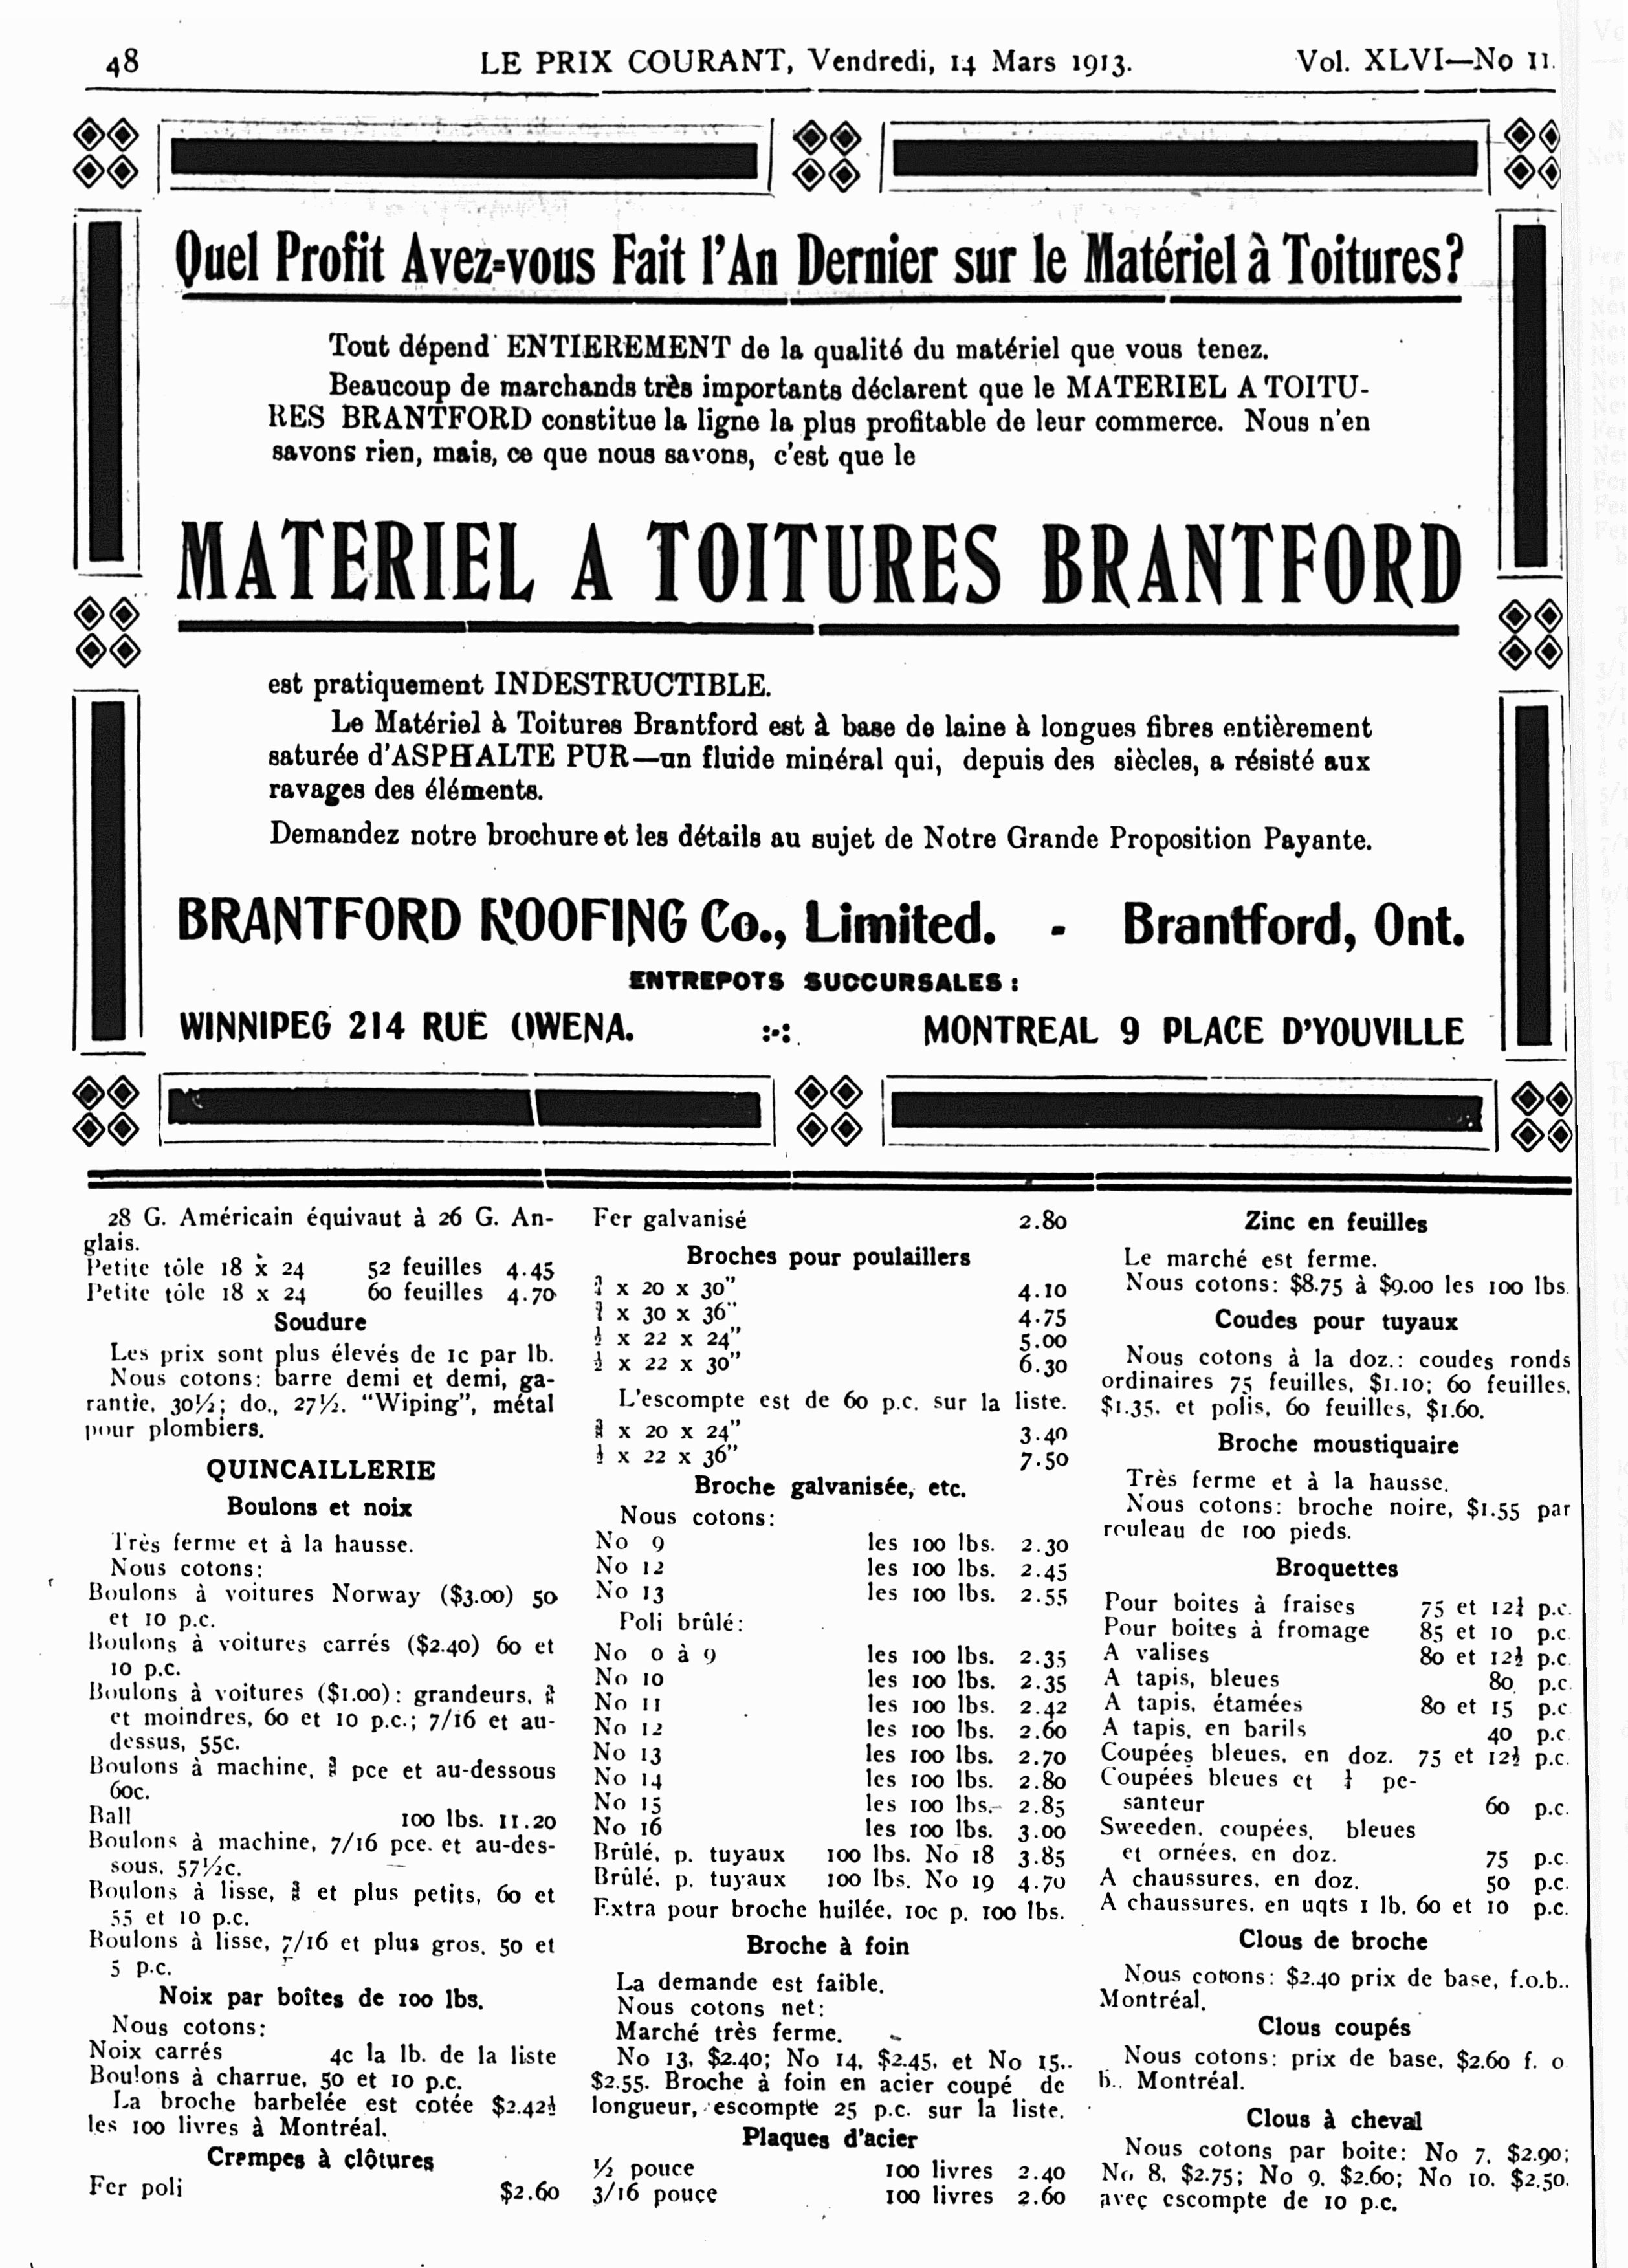 48
LE PRIX COURANT, Vendredi, 14 Mars 1913.
Vol. XLVI—No 11.
Quel Profit Avez-vous Fait l'An Dernier sur le Matériel à Toitures?
Tout dépend ENTIEREMENT de la qualité du matériel que vous tenez.
Beaucoup de marchands très importants déclarent que le MATERIEL A TOITU-
RES BRANTFORD constitue la ligne la plus profitable de leur commerce. Nous n'en
savons rien, mais, ce que nous savons, c'est que le
MATERIEL A TOITURES BRANTFORD
est pratiquement INDESTRUCTIBLE.
Le Matériel à Toitures Brantford est à base de laine à longues fibres entièrement
saturée d'ASPHALTE PUR—un fluide minéral qui, depuis des siècles, a résisté aux
ravages des éléments.
Demandez notre brochure et les détails au sujet de Notre Grande Proposition Payante.
BRANTFORD ROOFING Co., Limited. - Brantford, Ont.
ENTREPOTS SUCCURSALES:
WINNIPEG 214 RUE OWENA. :-: MONTREAL 9 PLACE D'YOUVILLE
28 G. Américain équivaut à 26 G. An-
glais.
Petite tôle 18 x 24 52 feuilles 4.45
Petite tôle 18 x 24 60 feuilles 4.70
Soudure
Les prix sont plus élevés de 1c par lb.
Nous cotons: barre demi et demi, ga-
rantie, 30½; do., 27½. "Wiping", métal
pour plombiers.
QUINCAILLERIE
Boulons et noix
Très ferme et à la hausse.
Nous cotons:
Boulons à voitures Norway ($3.00) 50
et 10 p.c.
Boulons à voitures carrés ($2.40) 60 et
10 p.c.
Boulons à voitures ($1.00): grandeurs, ⅜
et moindres, 60 et 10 p.c.; 7/16 et au-
dessus, 55c.
Boulons à machine, ⅜ pce et au-dessous
60c.
Ball 100 lbs. 11.20
Boulons à machine, 7/16 pce. et au-des-
sous, 57½c.
Boulons à lisse, ⅜ et plus petits, 60 et
55 et 10 p.c.
Boulons à lisse, 7/16 et plus gros, 50 et
5 p.c.
Noix par boîtes de 100 lbs.
Nous cotons:
Noix carrés 4c la lb. de la liste
Boulons à charrue, 50 et 10 p.c.
La broche barbelée est cotée $2.42½
les 100 livres à Montréal.
Crampes à clôtures
Fer poli $2.60
Fer galvanisé 2.80
Broches pour poulaillers
¾ x 20 x 30" 4.10
¾ x 30 x 36" 4.75
½ x 22 x 24" 5.00
½ x 22 x 30" 6.30
L'escompte est de 60 p.c. sur la liste.
x 20 x 24" 3.40
½ x 22 x 36" 7.50
Broche galvanisée, etc.
Nous cotons:
No 9 les 100 lbs. 2.30
No 12 les 100 lbs. 2.45
No 13 les 100 lbs. 2.55
Poli brûlé:
No 0 à 9 les 100 lbs. 2.35
No 10 les 100 lbs. 2.35
No 11 les 100 lbs. 2.42
No 12 les 100 lbs. 2.60
No 13 les 100 lbs. 2.70
No 14 les 100 lbs. 2.80
No 15 les 100 lbs. 2.85
No 16 les 100 lbs. 3.00
Brûlé, p. tuyaux 100 lbs. No 18 3.85
Brûlé, p. tuyaux 100 lbs. No 19 4.70
Extra pour broche huilée, 10c p. 100 lbs.
Broche à foin
La demande est faible.
Nous cotons net:
Marché très ferme.
No 13, $2.40; No 14, $2.45, et No 15,.
$2.55. Broche à foin en acier coupé de
longueur, escompte 25 p.c. sur la liste.
Plaques d'acier
½ pouce 100 livres 2.40
3/16 pouce 100 livres 2.60
Zinc en feuilles
Le marché est ferme.
Nous cotons: $8.75 à $9.00 les 100 lbs.
Coudes pour tuyaux
Nous cotons à la doz.: coudes ronds
ordinaires 75 feuilles, $1.10; 60 feuilles,
$1.35. et polis, 60 feuilles, $1.60.
Broche moustiquaire
Très ferme et à la hausse.
Nous cotons: broche noire, $1.55 par
rouleau de 100 pieds.
Broquettes
Pour boites à fraises 75 et 12½ p.c.
Pour boites à fromage 85 et 10 p.c.
A valises 80 et 12½ p.c.
A tapis, bleues 80 p.c.
A tapis, étamées 80 et 15 p.c.
A tapis, en barils 40 p.c.
Coupées bleues, en doz. 75 et 12½ p.c.
Coupées bleues et pe-
santeur 60 p.c.
Sweeden, coupées, bleues
et ornées, en doz. 75 p.c.
A chaussures, en doz. 50 p.c.
A chaussures, en uqts 1 lb. 60 et 10 p.c.
Clous de broche
Nous cotons: $2.40 prix de base, f.o.b..
Montréal.
Clous coupés
Nous cotons: prix de base, $2.60 f. o
b.. Montréal.
Clous à cheval
Nous cotons par boite: No 7, $2.90;
No 8, $2.75; No 9, $2.60; No 10, $2.50.
avec escompte de 10 p.c.